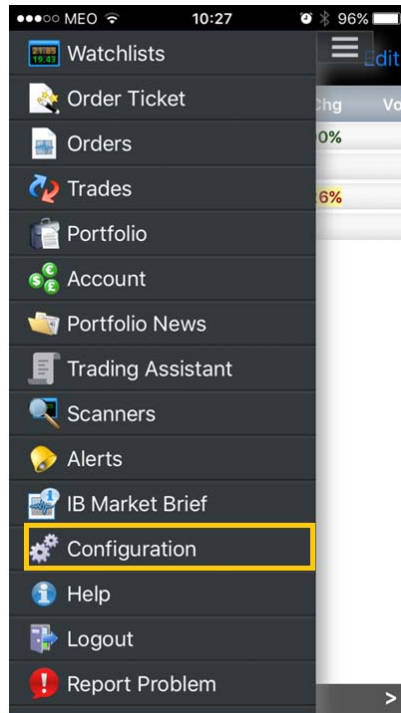 MEO 10:27 96%
Watchlists
Edit
Order Ticket
Chg Vo
Orders
0%
Trades
6%
Portfolio
Account
Portfolio News
Trading Assistant
Scanners
Alerts
IB Market Brief
Configuration
Help
Logout
Report Problem
>